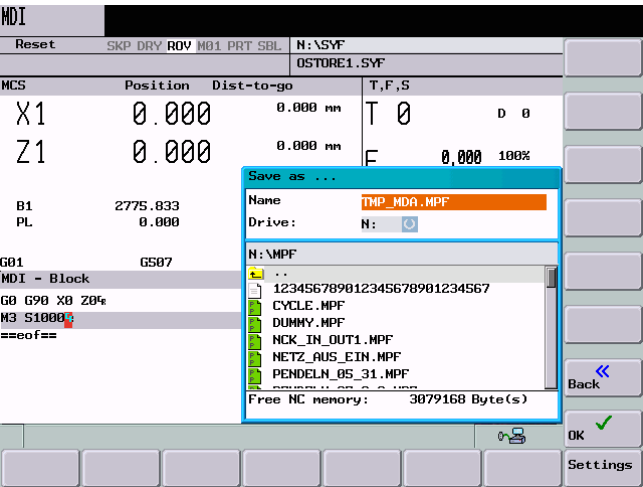 MDI
Reset SKP DRY ROV M01 PRT SBL N:\SYF
OSTORE1.SYF
MCS Position Dist-to-go T,F,S
X1 0.000 0.000 mm T 0 D 0
Z1 0.000 0.000 mm F 0,000 100%
B1 2775.833
PL 0.000
G01 G507
MDI - Block
G0 G90 X0 Z0¶
M3 S1000¶
==eof==
Save as ...
Name TMP_MDA.MPF
Drive: N:
N:\MPF
..
123456789012345678901234567
CYCLE.MPF
DUMMY.MPF
NCK_IN_OUT1.MPF
NETZ_AUS_EIN.MPF
PENDELN_05_31.MPF
Free NC memory: 3079168 Byte(s)
Back
OK
Settings